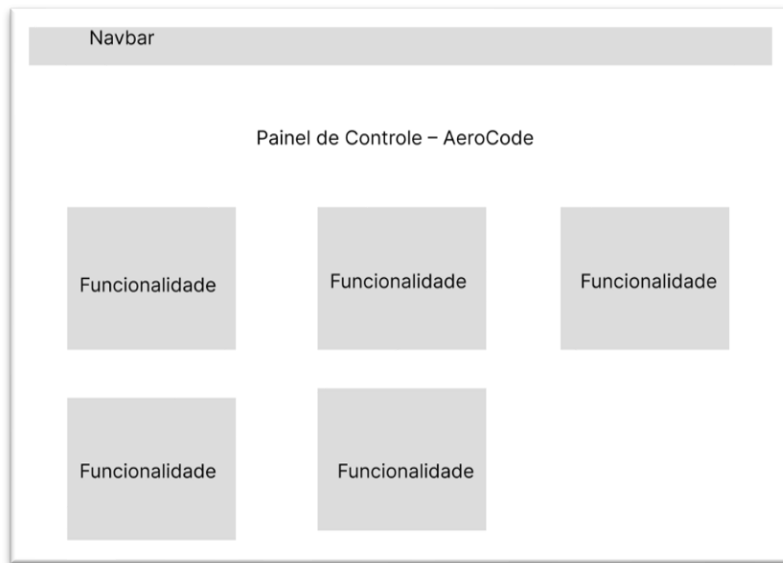 Navbar
Painel de Controle – AeroCode
Funcionalidade
Funcionalidade
Funcionalidade
Funcionalidade
Funcionalidade